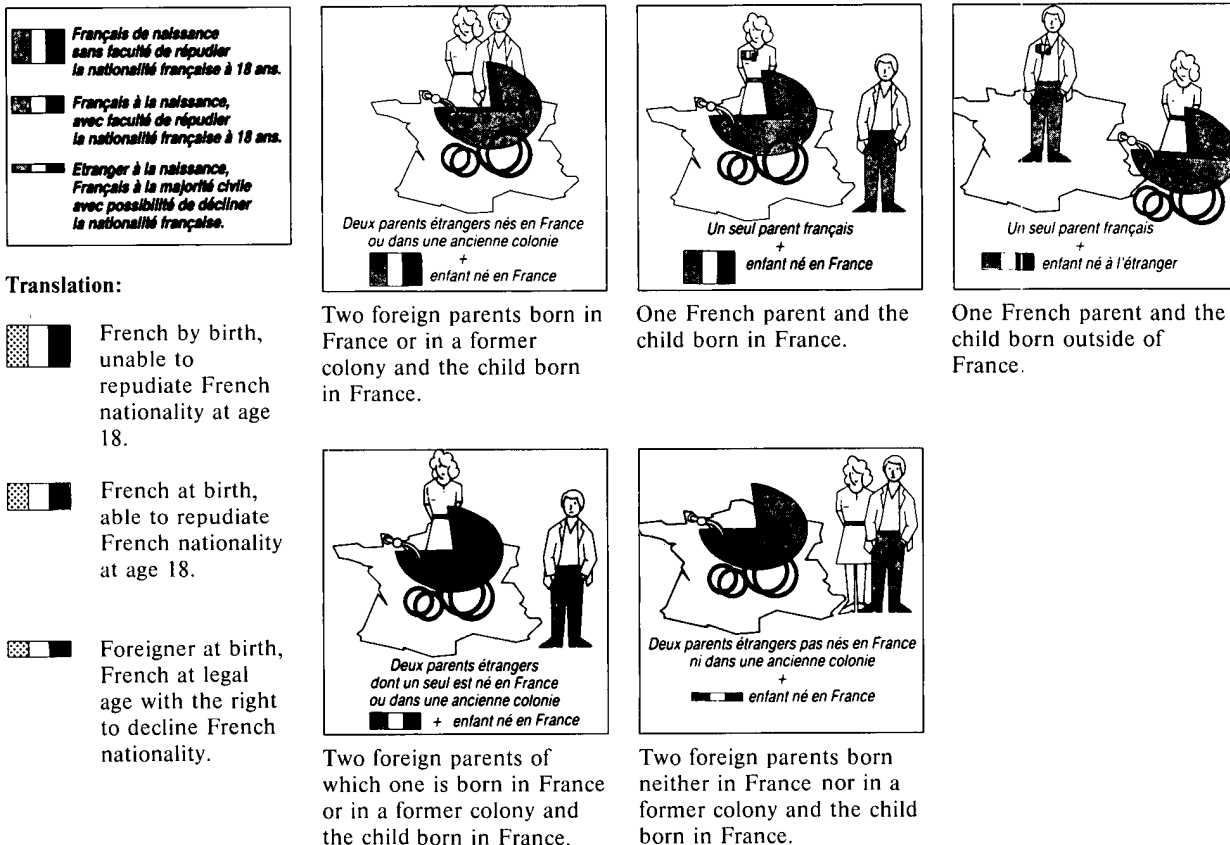 Français de naissance
sans faculté de répudier
la nationalité française à 18 ans.
Français à la naissance,
avec faculté de répudier
la nationalité française à 18 ans.
Etranger à la naissance,
Français à la majorité civile
avec possibilité de décliner
la nationalité française.
Translation:
French by birth,
unable to
repudiate French
nationality at age
18.
French at birth,
able to repudiate
French nationality
at age 18.
Foreigner at birth,
French at legal
age with the right
to decline French
nationality.
Deux parents étrangers nés en France
ou dans une ancienne colonie
+
enfant né en France
Two foreign parents born in
France or in a former
colony and the child born
in France.
Un seul parent français
+
enfant né en France
One French parent and the
child born in France.
Un seul parent français
+
enfant né à l'étranger
One French parent and the
child born outside of
France.
Deux parents étrangers
dont un seul est né en France
ou dans une ancienne colonie
+ enfant né en France
Two foreign parents of
which one is born in France
or in a former colony and
the child born in France.
Deux parents étrangers pas nés en France
ni dans une ancienne colonie
+
enfant né en France
Two foreign parents born
neither in France nor in a
former colony and the child
born in France.